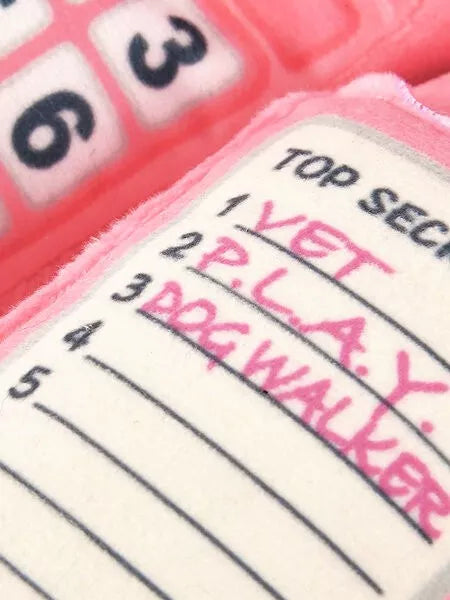 3
6
TOP SEC
1 VET
2 P.L.A.Y.
3 DOG WALKER
4
5